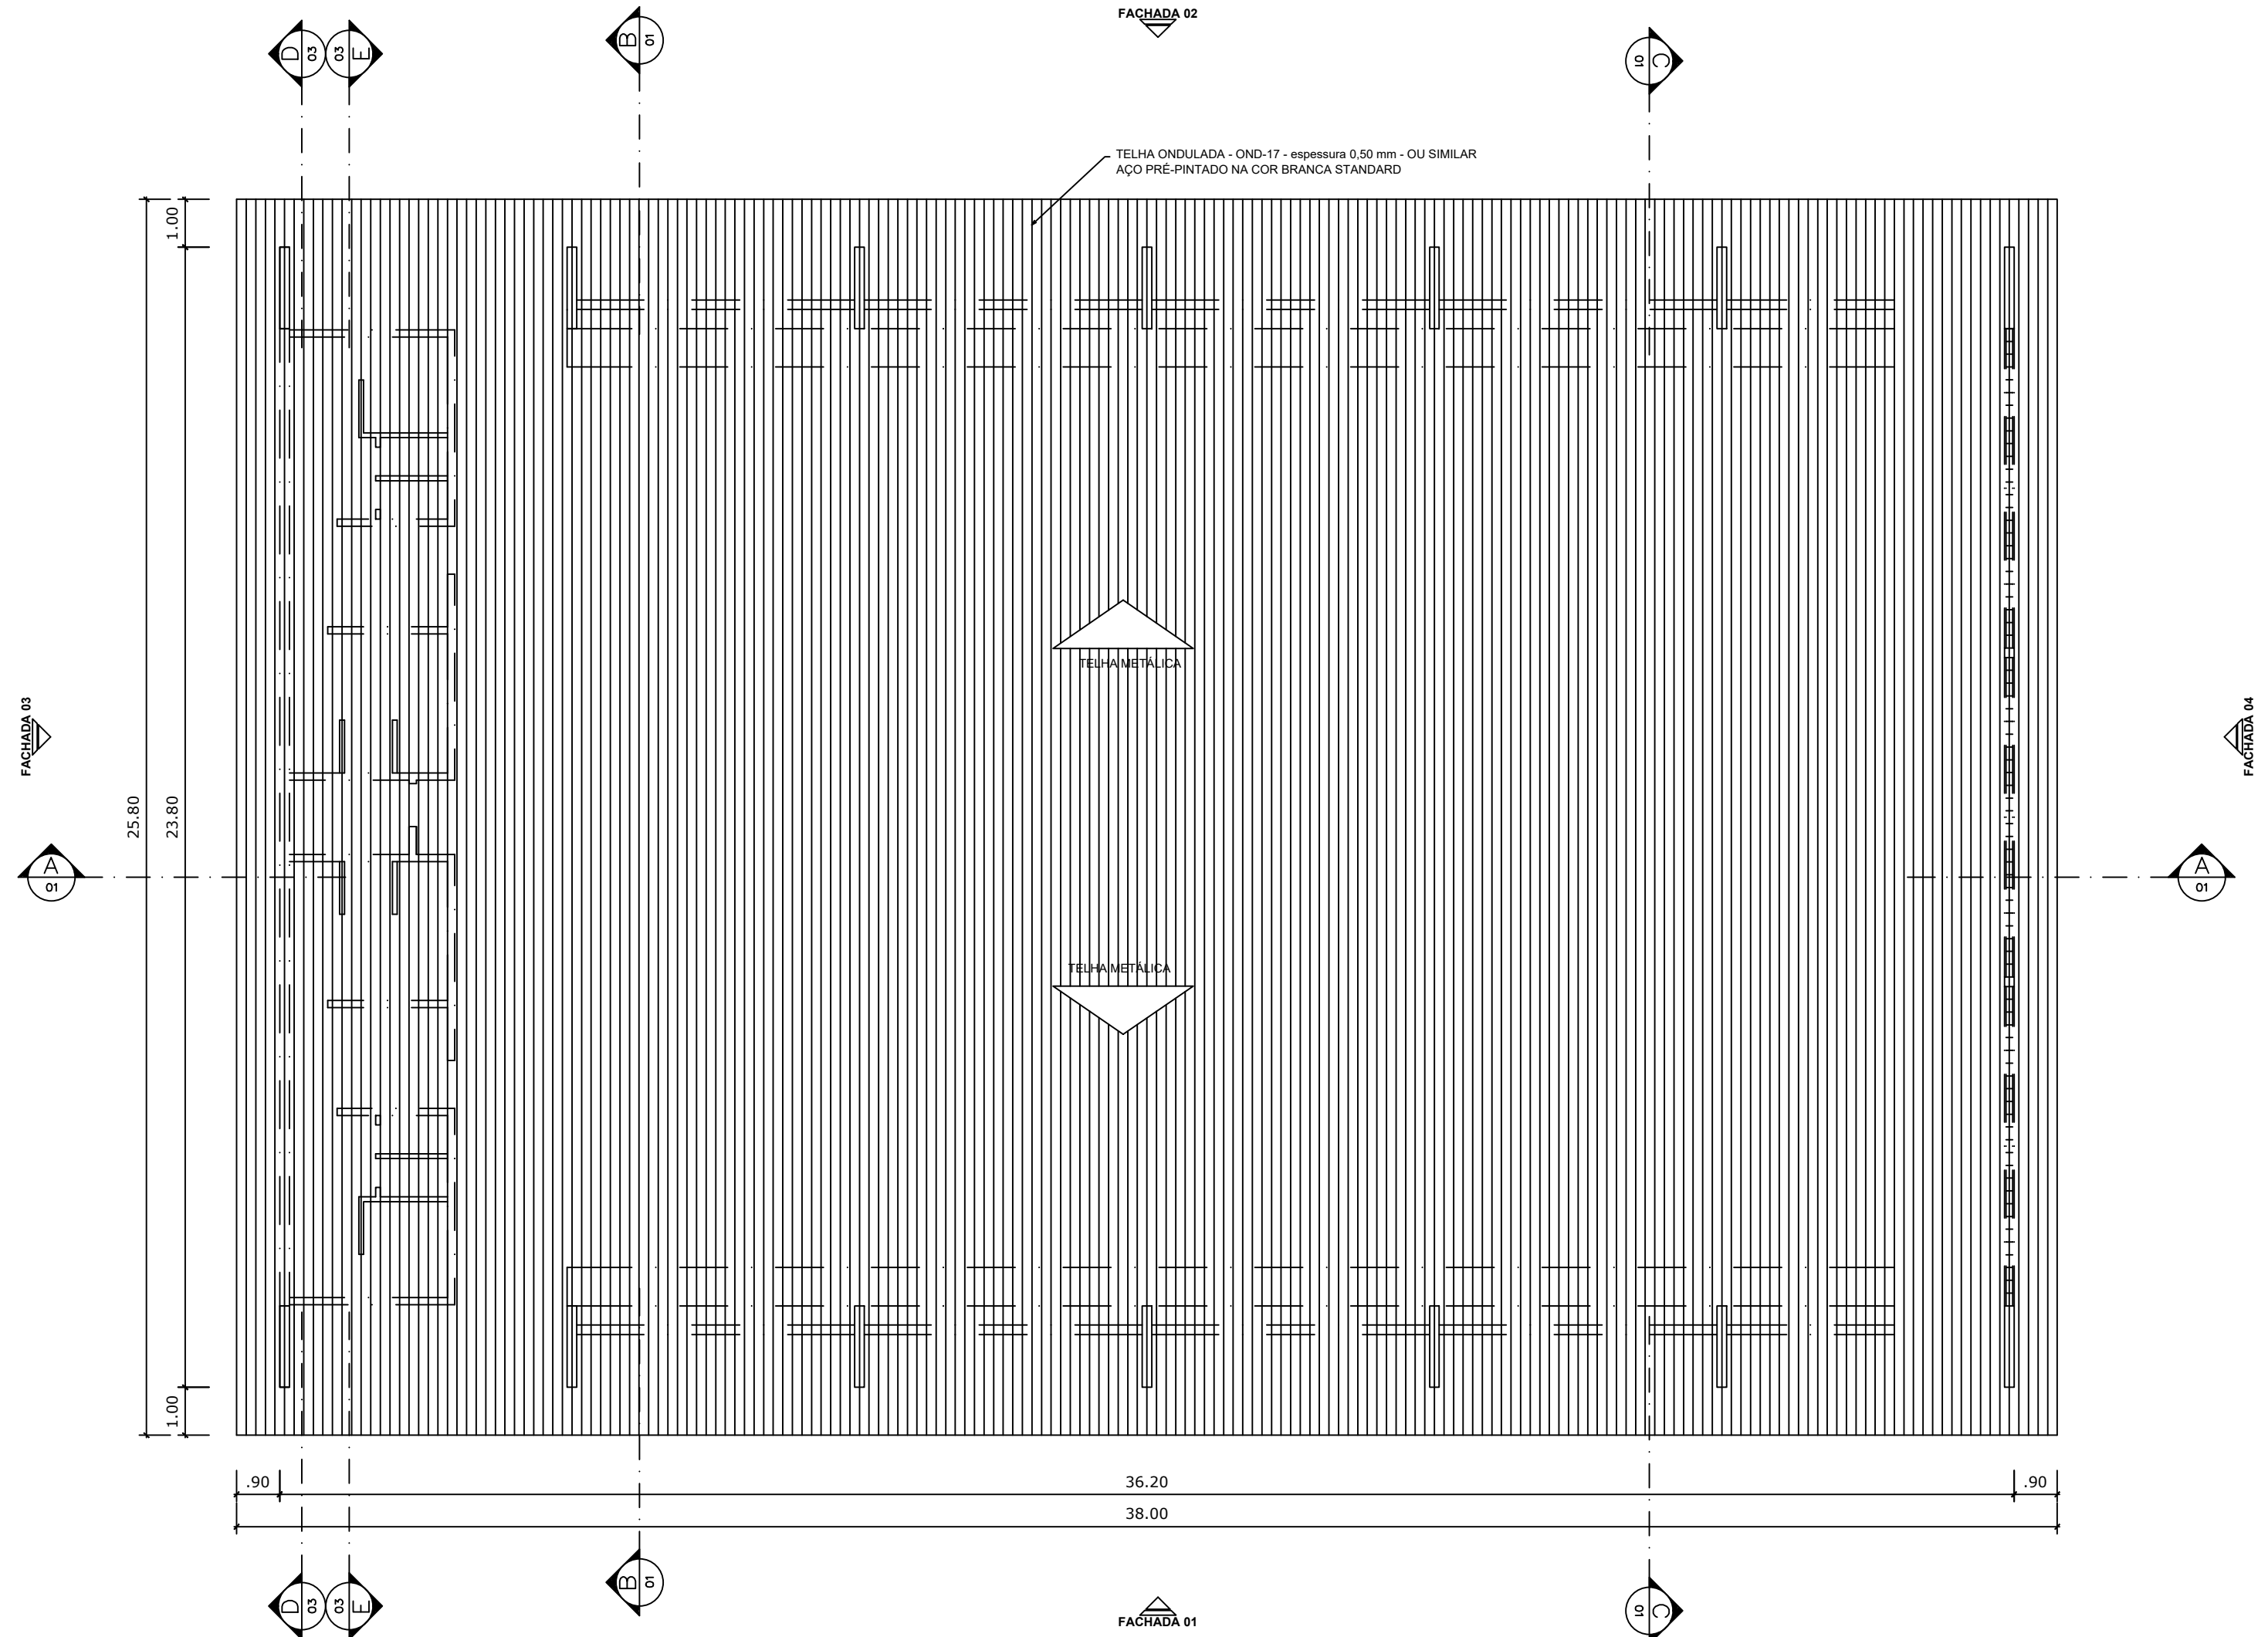 FACHADA 02
D
03
03
E
B
01
C
01
TELHA ONDULADA - OND-17 - espessura 0,50 mm - OU SIMILAR
AÇO PRÉ-PINTADO NA COR BRANCA STANDARD
1.00
TELHA METÁLICA
FACHADA 03
FACHADA 04
25.80
23.80
A
01
A
01
TELHA METÁLICA
1.00
.90
36.20
.90
38.00
D
03
03
E
B
01
C
01
FACHADA 01